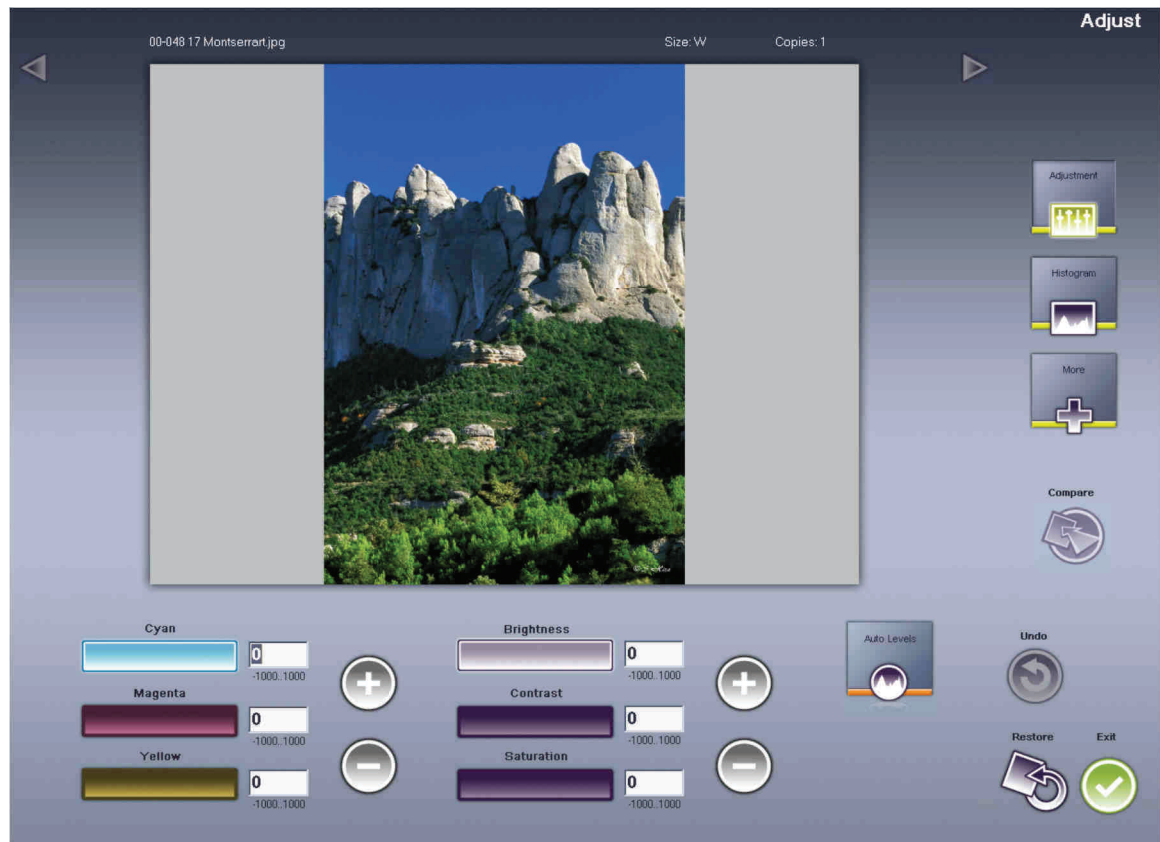 Adjust
00-048 17 Montserrart.jpg Size: W Copies: 1
Adjustment
Histogram
More
Compare
Cyan
0
-1000..1000
Magenta
0
-1000..1000
Yellow
0
-1000..1000
Brightness
0
-1000..1000
Contrast
0
-1000..1000
Saturation
0
-1000..1000
Auto Levels
Undo
Restore
Exit